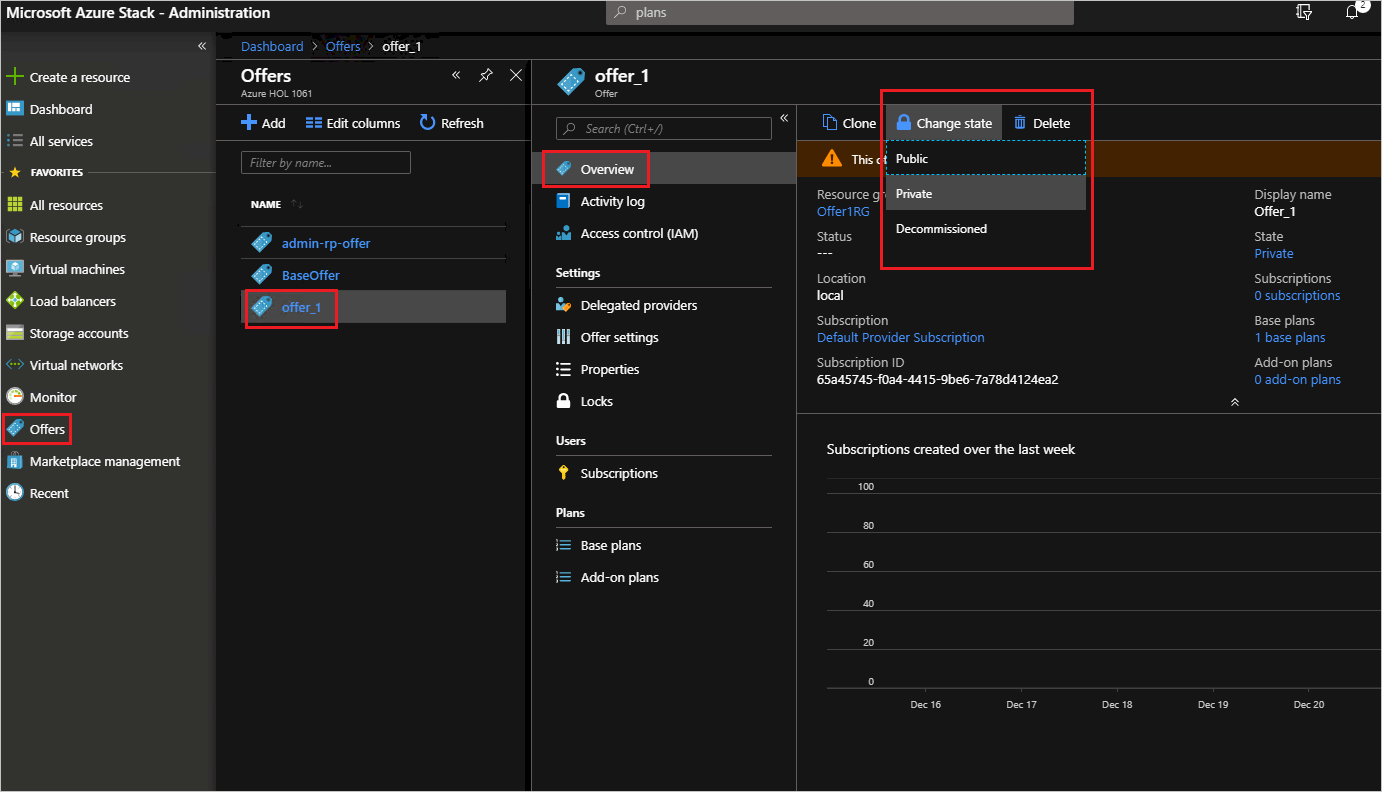 Microsoft Azure Stack - Administration
plans
2
Create a resource
Dashboard
All services
FAVORITES
All resources
Resource groups
Virtual machines
Load balancers
Storage accounts
Virtual networks
Monitor
Offers
Marketplace management
Recent
Dashboard > Offers > offer_1
Offers
Azure HOL 1061
Add Edit columns Refresh
Filter by name...
NAME
admin-rp-offer
BaseOffer
offer_1
offer_1
Offer
Search (Ctrl+/)
Overview
Activity log
Access control (IAM)
Settings
Delegated providers
Offer settings
Properties
Locks
Users
Subscriptions
Plans
Base plans
Add-on plans
Clone Change state Delete
Public
Private
Decommissioned
This
Resource
Offer1RG
Status
---
Location
local
Subscription
Default Provider Subscription
Subscription ID
65a45745-f0a4-4415-9be6-7a78d4124ea2
Display name
Offer_1
State
Private
Subscriptions
0 subscriptions
Base plans
1 base plans
Add-on plans
0 add-on plans
Subscriptions created over the last week
100
80
60
40
20
0
Dec 16 Dec 17 Dec 18 Dec 19 Dec 20